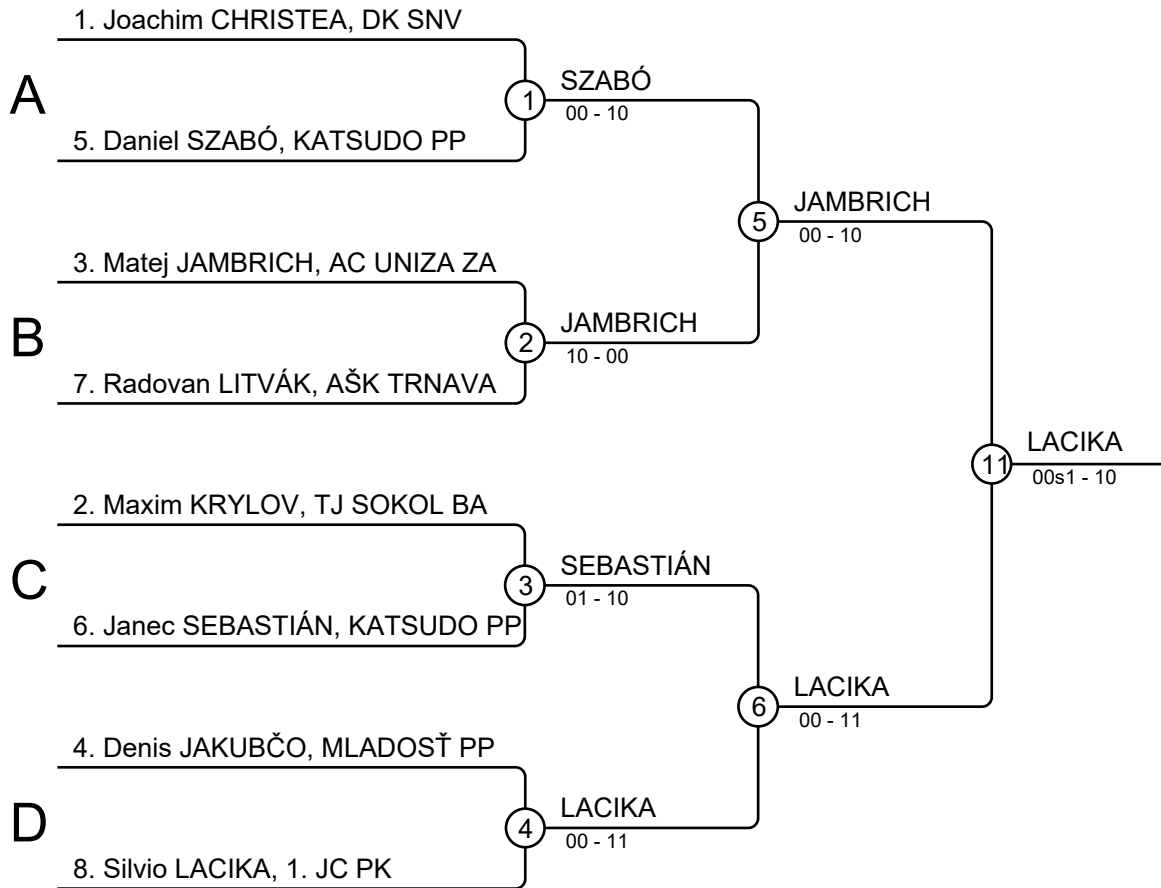 1. Joachim CHRISTEA, DK SNV
A
1
SZABÓ
00 - 10
5. Daniel SZABÓ, KATSUDO PP
5
JAMBRICH
00 - 10
3. Matej JAMBRICH, AC UNIZA ZA
B
2
JAMBRICH
10 - 00
7. Radovan LITVÁK, AŠK TRNAVA
11
LACIKA
00s1 - 10
2. Maxim KRYLOV, TJ SOKOL BA
C
3
SEBASTIÁN
01 - 10
6. Janec SEBASTIÁN, KATSUDO PP
6
LACIKA
00 - 11
4. Denis JAKUBČO, MLADOSŤ PP
D
4
LACIKA
00 - 11
8. Silvio LACIKA, 1. JC PK